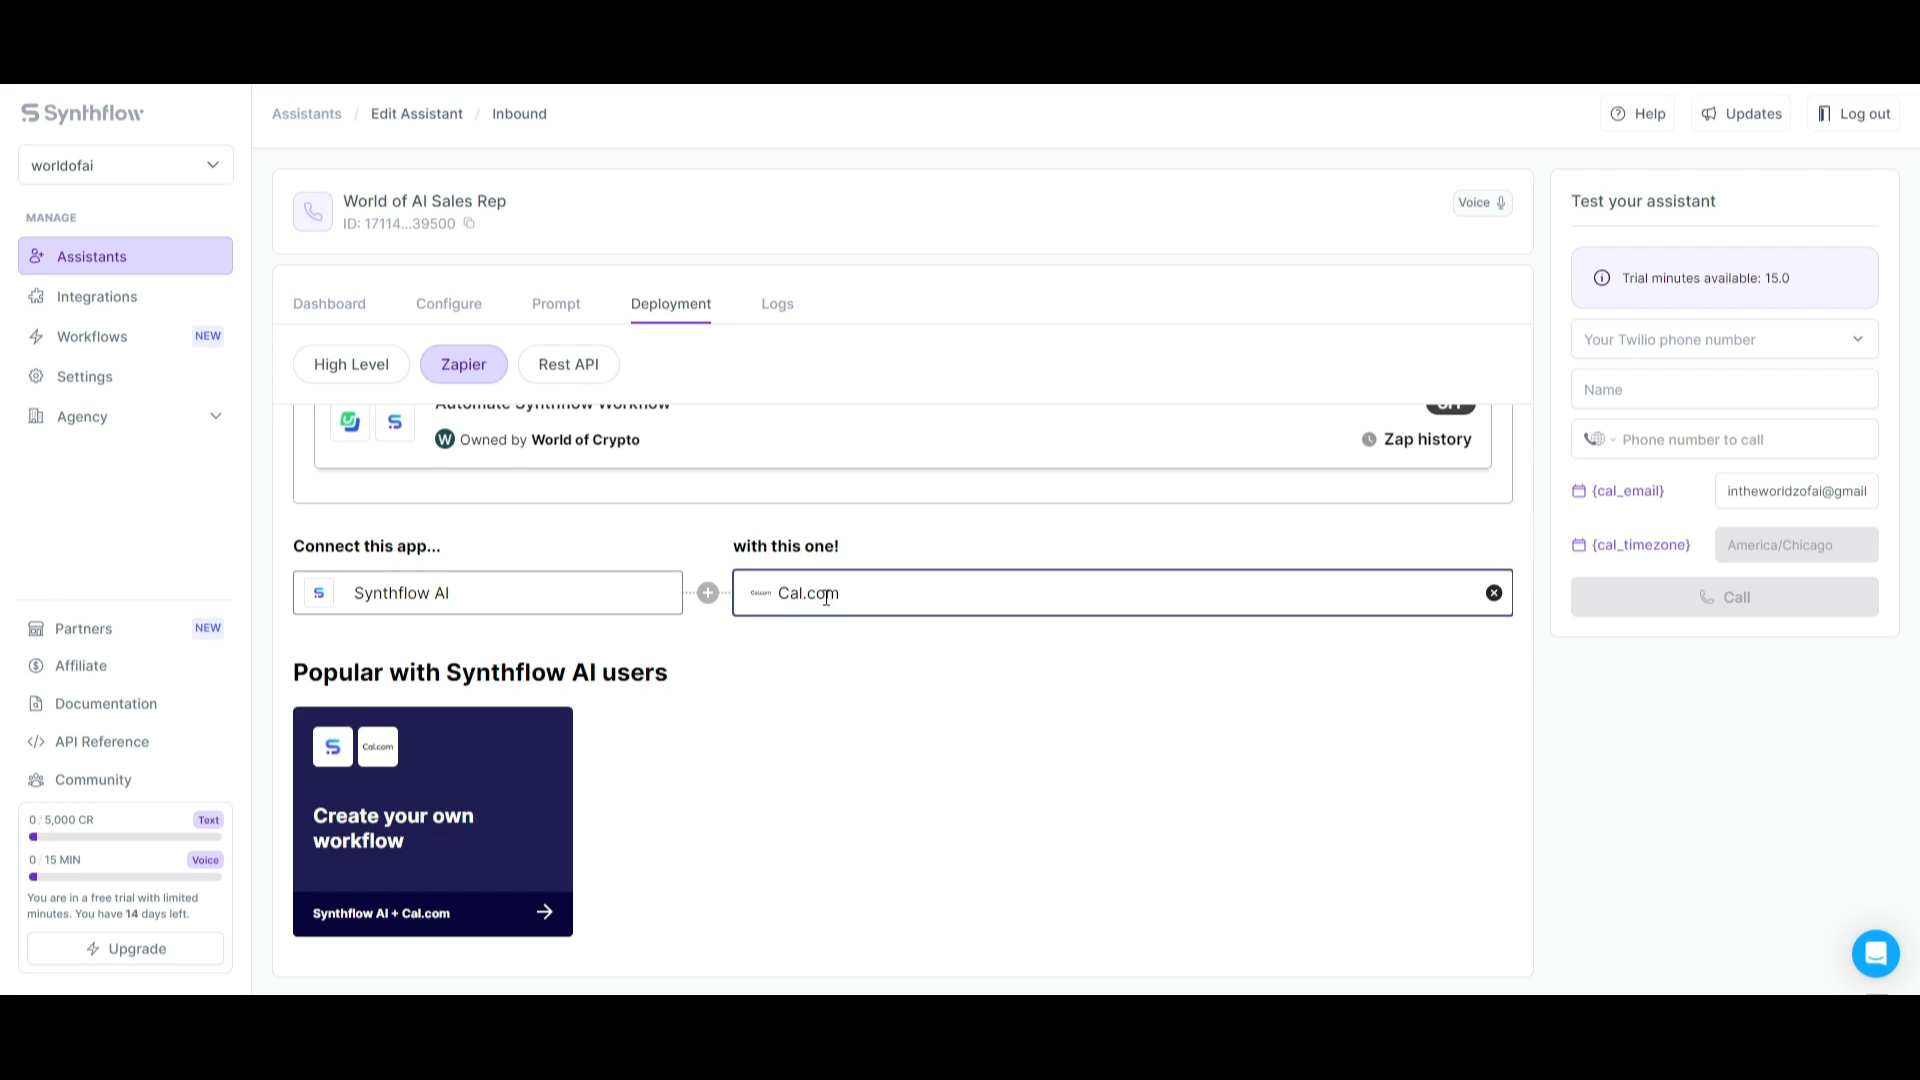 Synthflow
Assistants / Edit Assistant / Inbound
Help
Updates
Log out
worldofai
MANAGE
Assistants
Integrations
Workflows NEW
Settings
Agency
Partners NEW
Affiliate
Documentation
API Reference
Community
0 / 5,000 CR Text
0 / 15 MIN Voice
You are in a free trial with limited
minutes. You have 14 days left.
Upgrade
World of AI Sales Rep
ID: 17114...39500
Voice
Dashboard Configure Prompt Deployment Logs
High Level Zapier Rest API
Automate Synthflow Workflow
OFF
W Owned by World of Crypto
Zap history
Connect this app... with this one!
Synthflow AI
Cal.com Cal.com
Popular with Synthflow AI users
Cal.com
Create your own
workflow
Synthflow AI + Cal.com
Test your assistant
Trial minutes available: 15.0
Your Twilio phone number
Name
Phone number to call
{cal_email} intheworldzofai@gmail
{cal_timezone} America/Chicago
Call